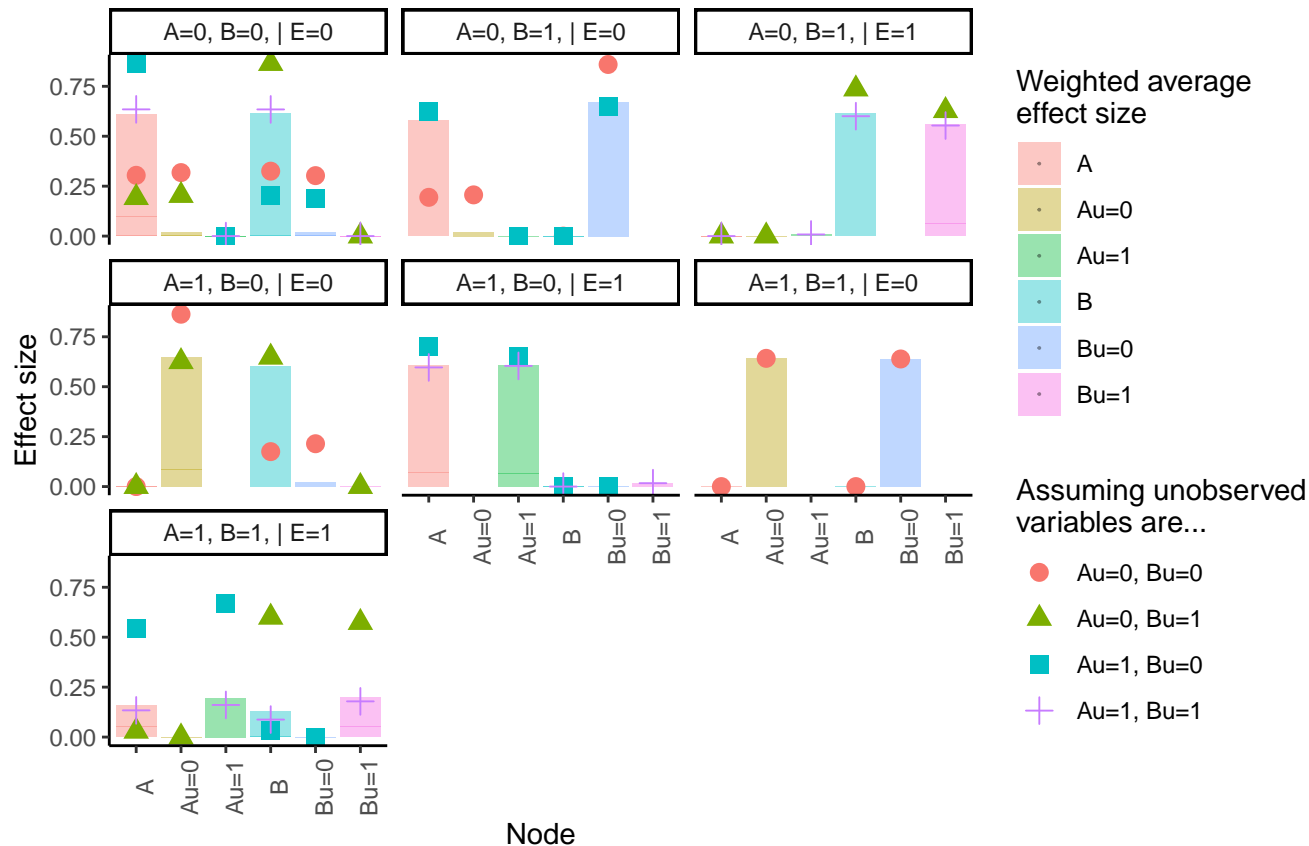 A=0, B=0, | E=0
A=0, B=1, | E=0
A=0, B=1, | E=1
0.75
0.50
0.25
0.00
A=1, B=0, | E=0
A=1, B=0, | E=1
A=1, B=1, | E=0
0.75
0.50
0.25
0.00
A
Au=0
Au=1
B
Bu=0
Bu=1
A
Au=0
Au=1
B
Bu=0
Bu=1
A=1, B=1, | E=1
0.75
0.50
0.25
0.00
A
Au=0
Au=1
B
Bu=0
Bu=1
Effect size
Node
Weighted average
effect size
A
Au=0
Au=1
B
Bu=0
Bu=1
Assuming unobserved
variables are...
Au=0, Bu=0
Au=0, Bu=1
Au=1, Bu=0
Au=1, Bu=1